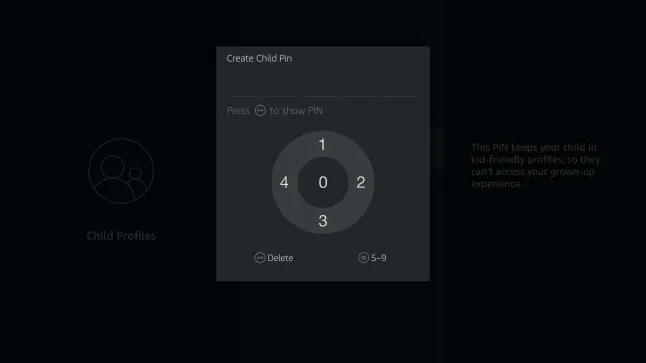 Create Child Pin
Press to show PIN
1
4 0 2
3
Delete
5-9
Child Profiles
This PIN keeps your child in
kid-friendly profiles, so they
can't access your grown-up
experience.